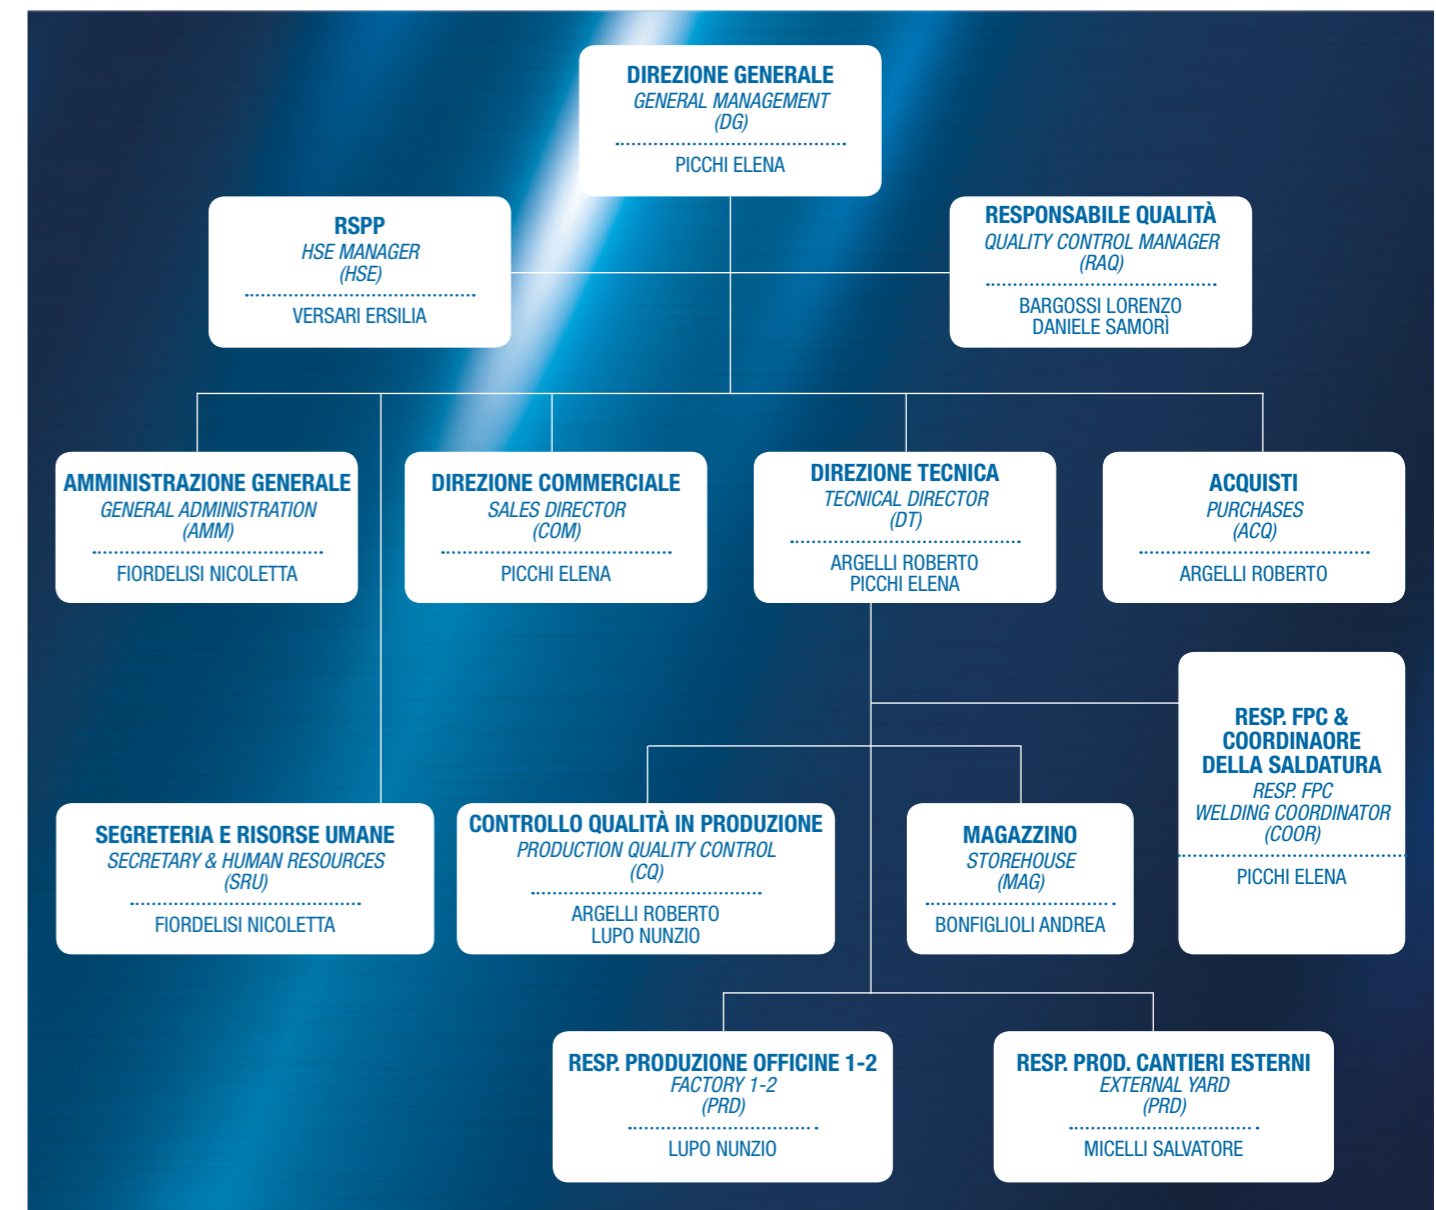 DIREZIONE GENERALE
GENERAL MANAGEMENT
(DG)
PICCHI ELENA
RSPP
HSE MANAGER
(HSE)
VERSARI ERSILIA
RESPONSABILE QUALITÀ
QUALITY CONTROL MANAGER
(RAQ)
BARGOSSI LORENZO
DANIELE SAMORÌ
AMMINISTRAZIONE GENERALE
GENERAL ADMINISTRATION
(AMM)
FIORDELISI NICOLETTA
DIREZIONE COMMERCIALE
SALES DIRECTOR
(COM)
PICCHI ELENA
DIREZIONE TECNICA
TECNICAL DIRECTOR
(DT)
ARGELLI ROBERTO
PICCHI ELENA
ACQUISTI
PURCHASES
(ACQ)
ARGELLI ROBERTO
RESP. FPC &
COORDINAORE
DELLA SALDATURA
RESP. FPC
WELDING COORDINATOR
(COOR)
PICCHI ELENA
SEGRETERIA E RISORSE UMANE
SECRETARY & HUMAN RESOURCES
(SRU)
FIORDELISI NICOLETTA
CONTROLLO QUALITÀ IN PRODUZIONE
PRODUCTION QUALITY CONTROL
(CQ)
ARGELLI ROBERTO
LUPO NUNZIO
MAGAZZINO
STOREHOUSE
(MAG)
BONFIGLIOLI ANDREA
RESP. PRODUZIONE OFFICINE 1-2
FACTORY 1-2
(PRD)
LUPO NUNZIO
RESP. PROD. CANTIERI ESTERNI
EXTERNAL YARD
(PRD)
MICELLI SALVATORE